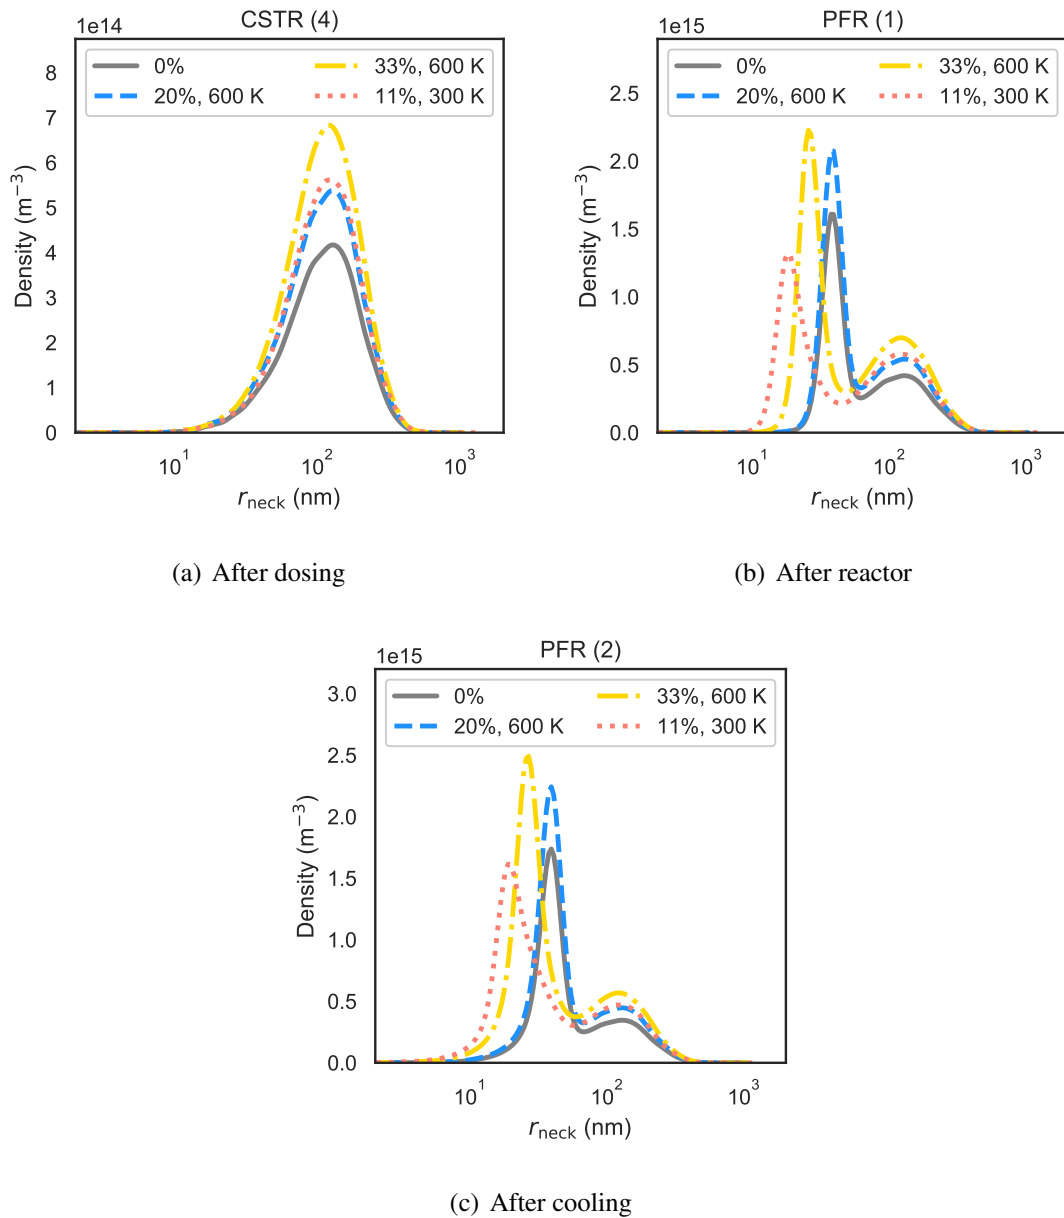 CSTR (4)
1e14
0%
20%, 600 K
33%, 600 K
11%, 300 K
Density (m⁻³)
8
7
6
5
4
3
2
1
0
10¹ 10² 10³
r_neck (nm)
(a) After dosing
PFR (1)
1e15
0%
20%, 600 K
33%, 600 K
11%, 300 K
Density (m⁻³)
2.5
2.0
1.5
1.0
0.5
0.0
10¹ 10² 10³
r_neck (nm)
(b) After reactor
PFR (2)
1e15
0%
20%, 600 K
33%, 600 K
11%, 300 K
Density (m⁻³)
3.0
2.5
2.0
1.5
1.0
0.5
0.0
10¹ 10² 10³
r_neck (nm)
(c) After cooling